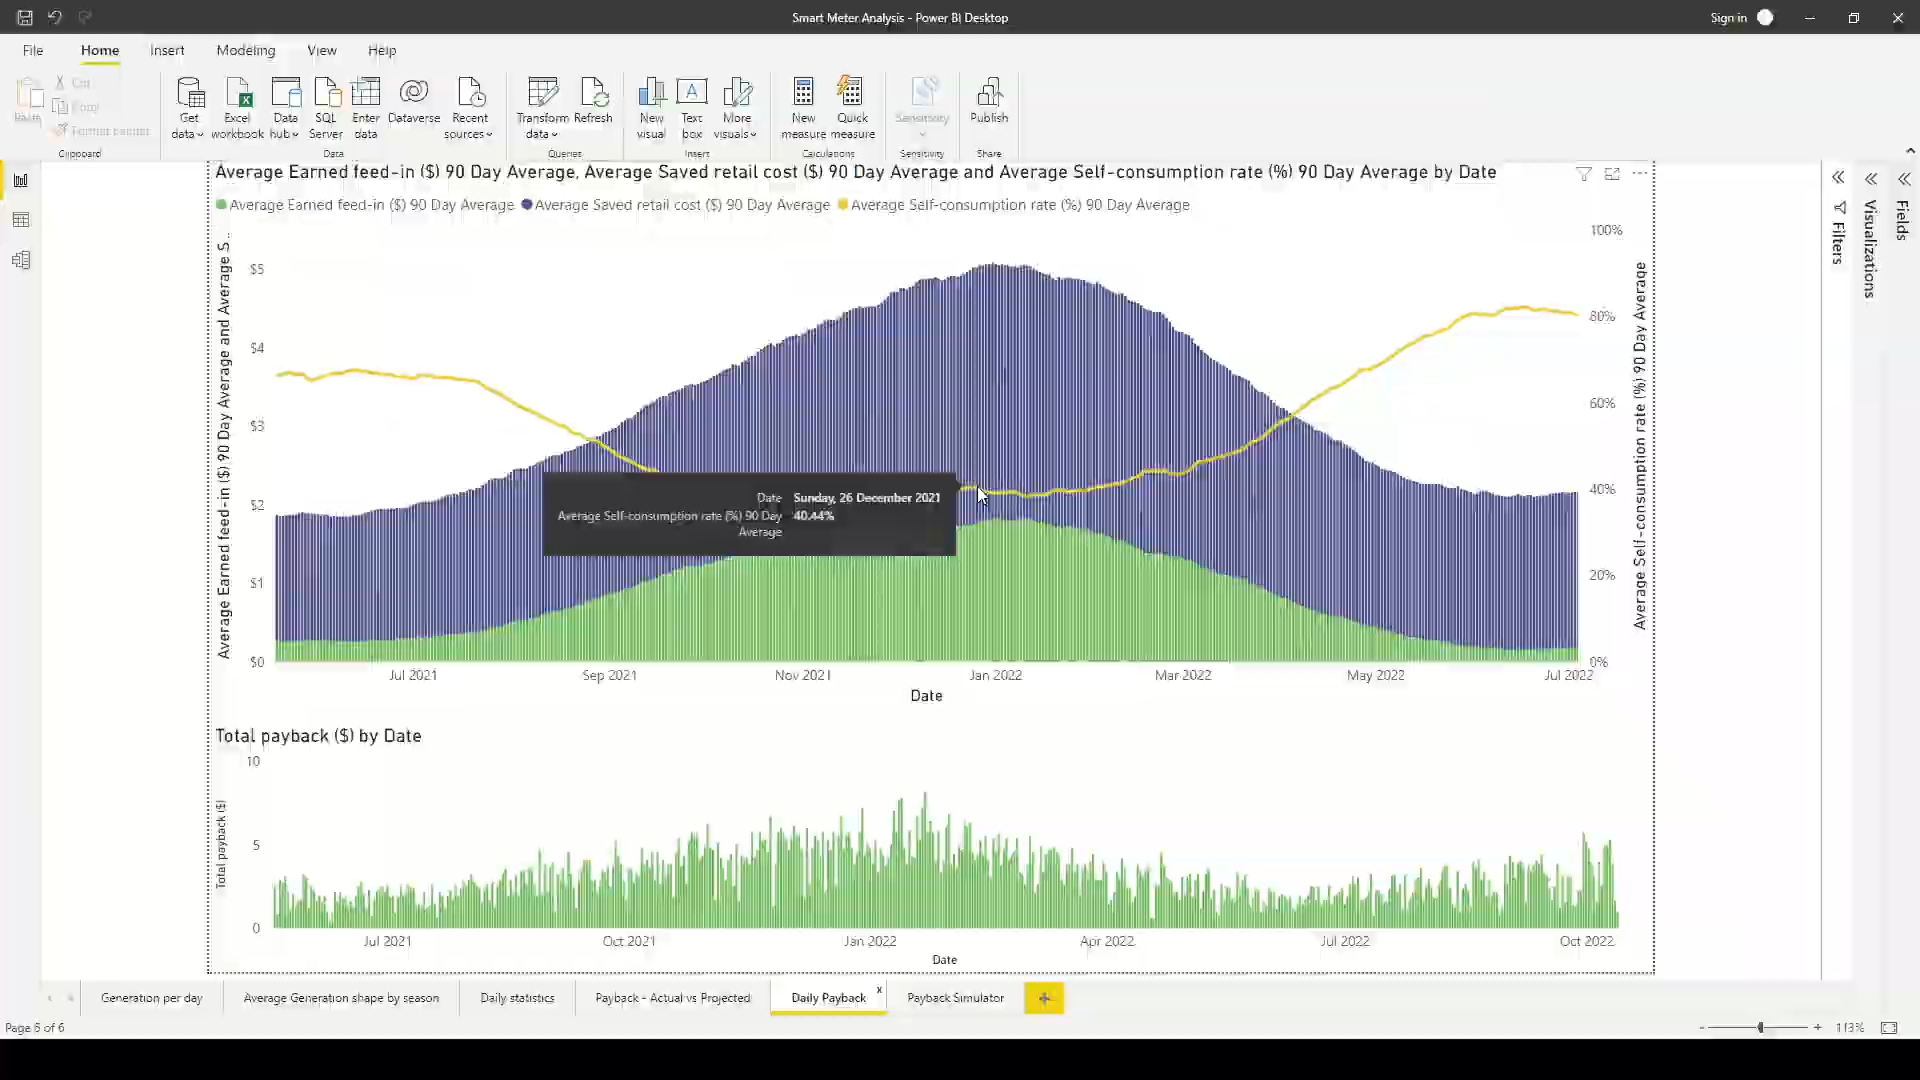 Smart Meter Analysis - Power BI Desktop
Sign in
File Home Insert Modeling View Help
Paste
Cut
Copy
Format painter
Get data
Excel workbook
Data hub
SQL Server
Enter data
Dataverse
Recent sources
Transform data
Refresh
New visual
Text box
More visuals
New measure
Quick measure
Sensitivity
Publish
Clipboard Data Queries Insert Calculations Sensitivity Share
Average Earned feed-in ($) 90 Day Average, Average Saved retail cost ($) 90 Day Average and Average Self-consumption rate (%) 90 Day Average by Date
Average Earned feed-in ($) 90 Day Average Average Saved retail cost ($) 90 Day Average Average Self-consumption rate (%) 90 Day Average
Average Earned feed-in ($) 90 Day Average and Average S...
$5
$4
$3
$2
$1
$0
100%
80%
60%
40%
20%
0%
Average Self-consumption rate (%) 90 Day Average
Date Sunday, 26 December 2021
Average Self-consumption rate (%) 90 Day 40.44%
Average
Jul 2021 Sep 2021 Nov 2021 Jan 2022 Mar 2022 May 2022 Jul 2022
Date
Total payback ($) by Date
Total payback ($)
10
5
0
Jul 2021 Oct 2021 Jan 2022 Apr 2022 Jul 2022 Oct 2022
Date
Filters
Visualizations
Fields
Generation per day Average Generation shape by season Daily statistics Payback - Actual vs Projected Daily Payback x Payback Simulator +
Page 6 of 6
- + 113%